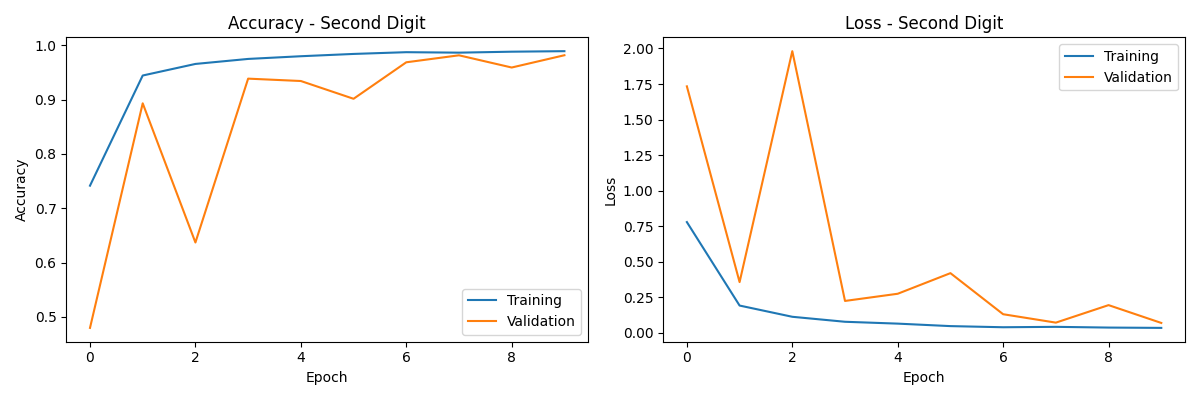 Accuracy - Second Digit
1.0
0.9
0.8
0.7
0.6
0.5
Accuracy
0 2 4 6 8
Epoch
Training
Validation
Loss - Second Digit
2.00
1.75
1.50
1.25
1.00
0.75
0.50
0.25
0.00
Loss
0 2 4 6 8
Epoch
Training
Validation